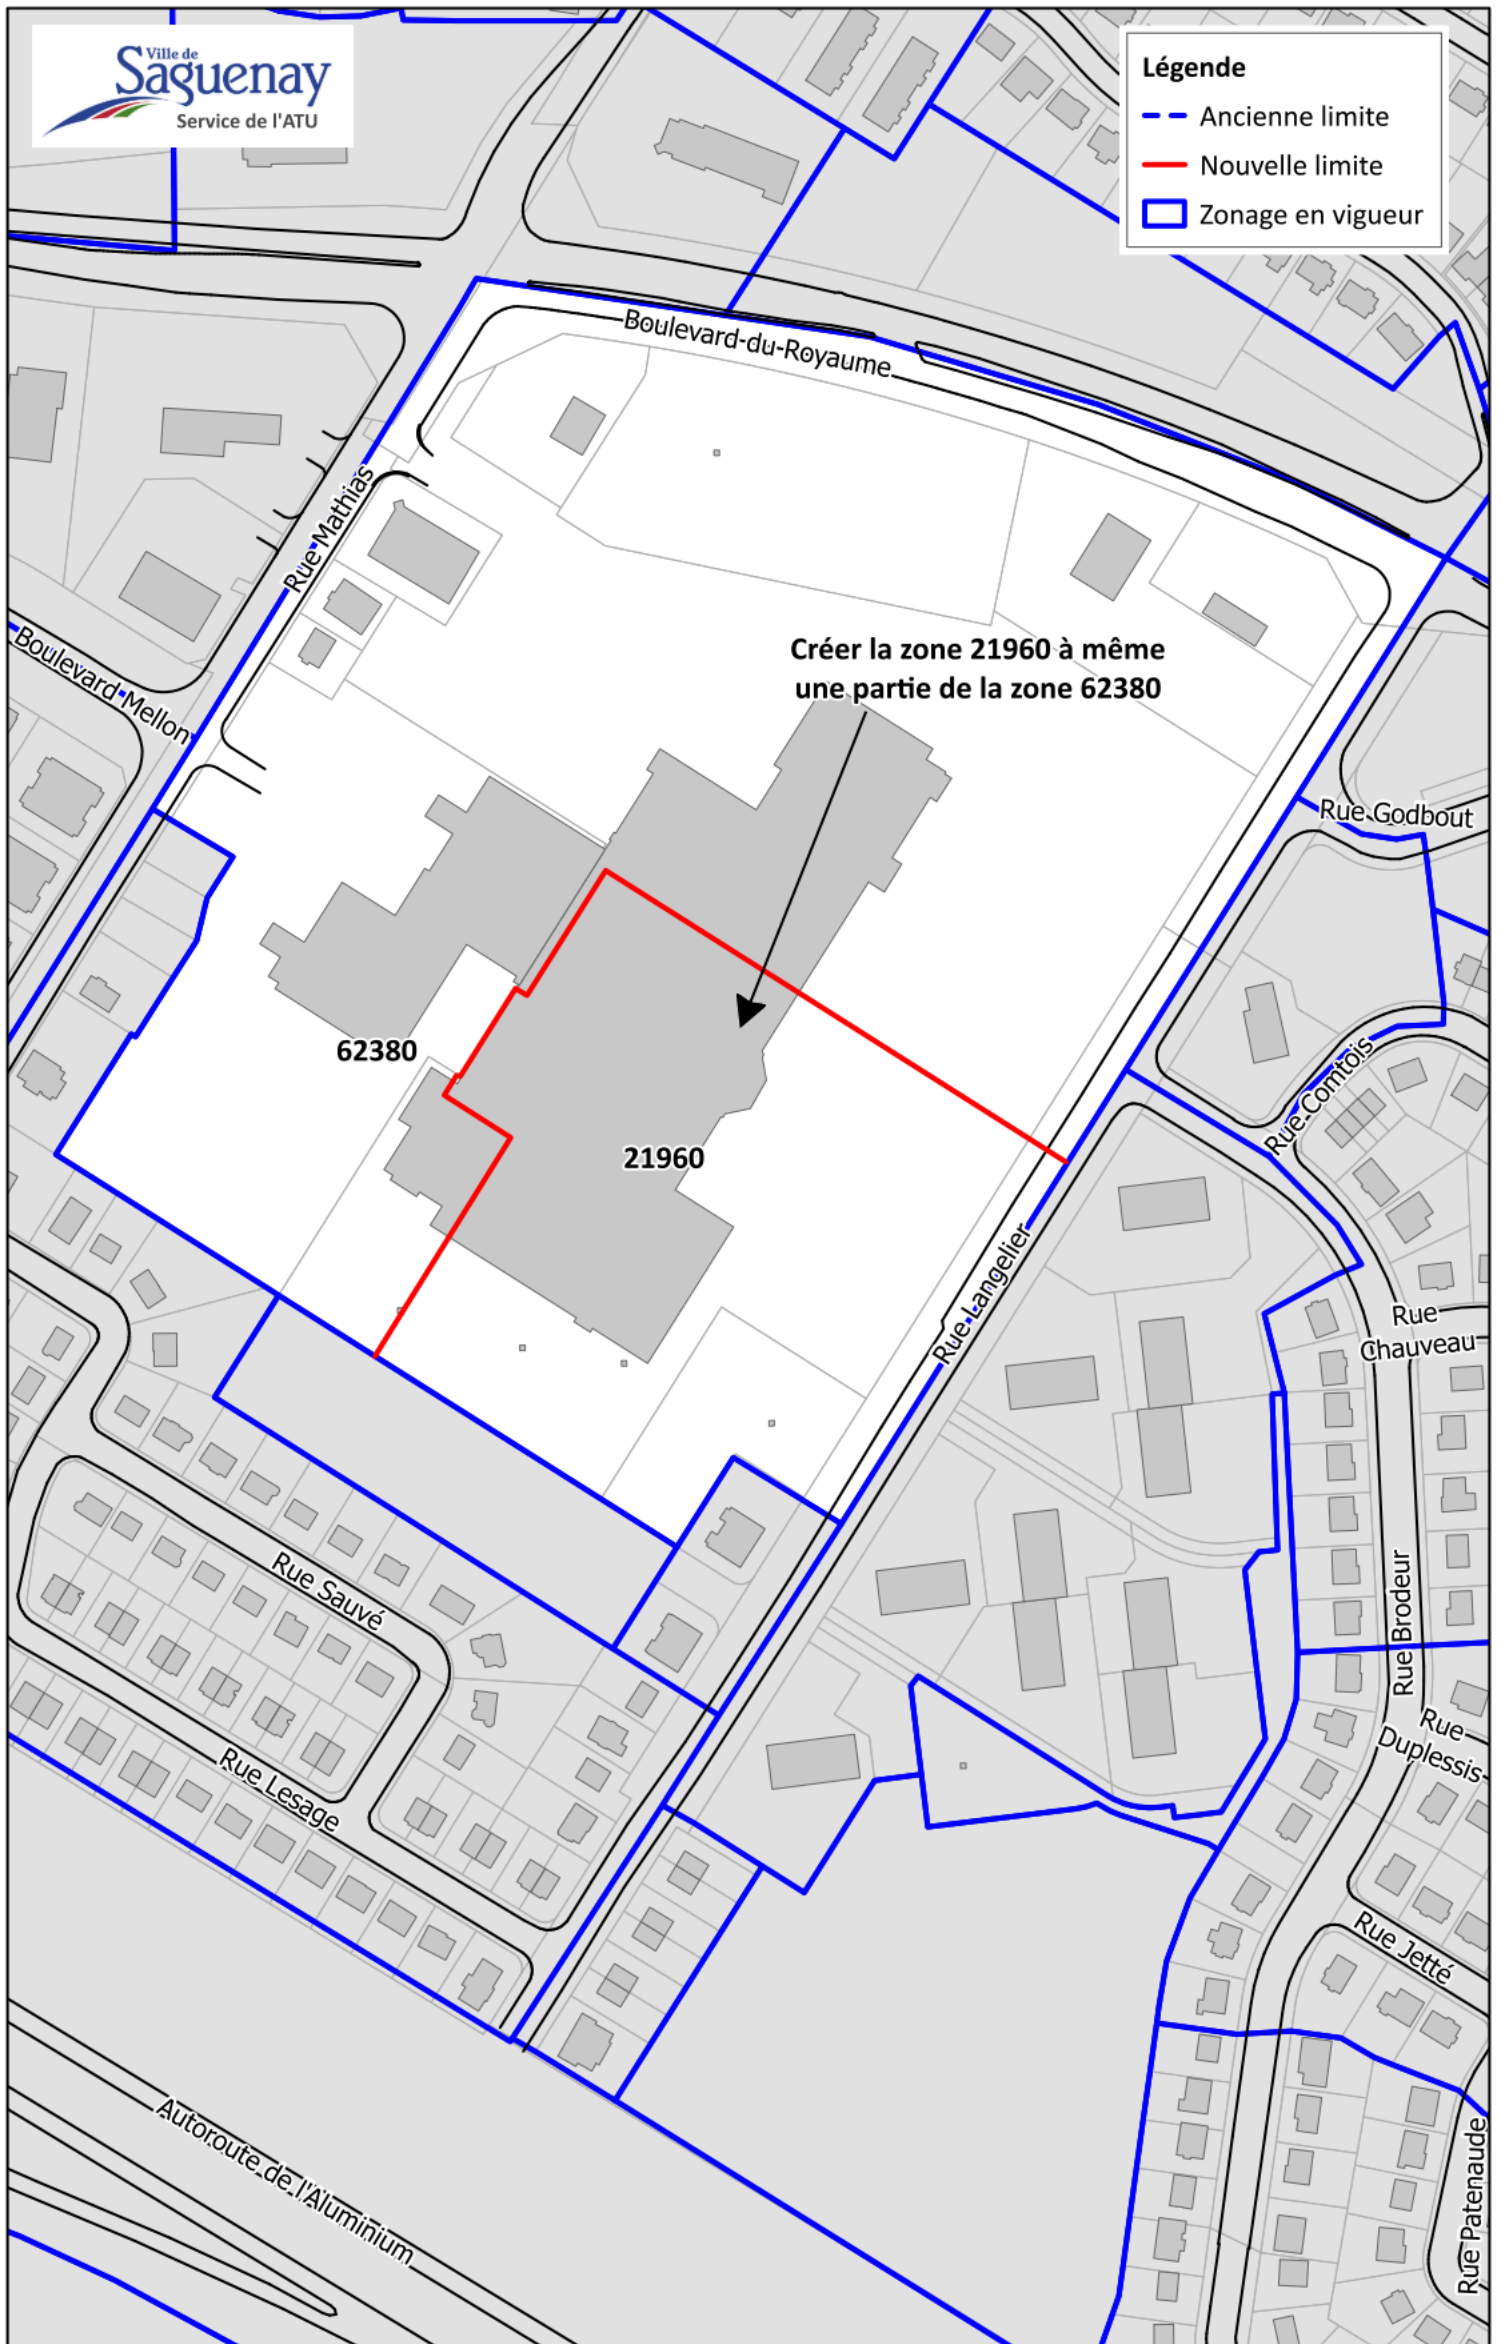 Ville de
Saguenay
Service de l'ATU
Légende
Ancienne limite
Nouvelle limite
Zonage en vigueur
Boulevard-du-Royaume
Rue Mathias
Boulevard-Mellon
Créer la zone 21960 à même
une partie de la zone 62380
Rue Godbout
62380
Rue-Comtois
21960
Rue-Langelier
Rue
Chauveau
Rue Sauvé
Rue Brodeur
Rue
Duplessis
Rue Lesage
Rue Jetté
Autoroute de l'Aluminium
Rue Patenaude